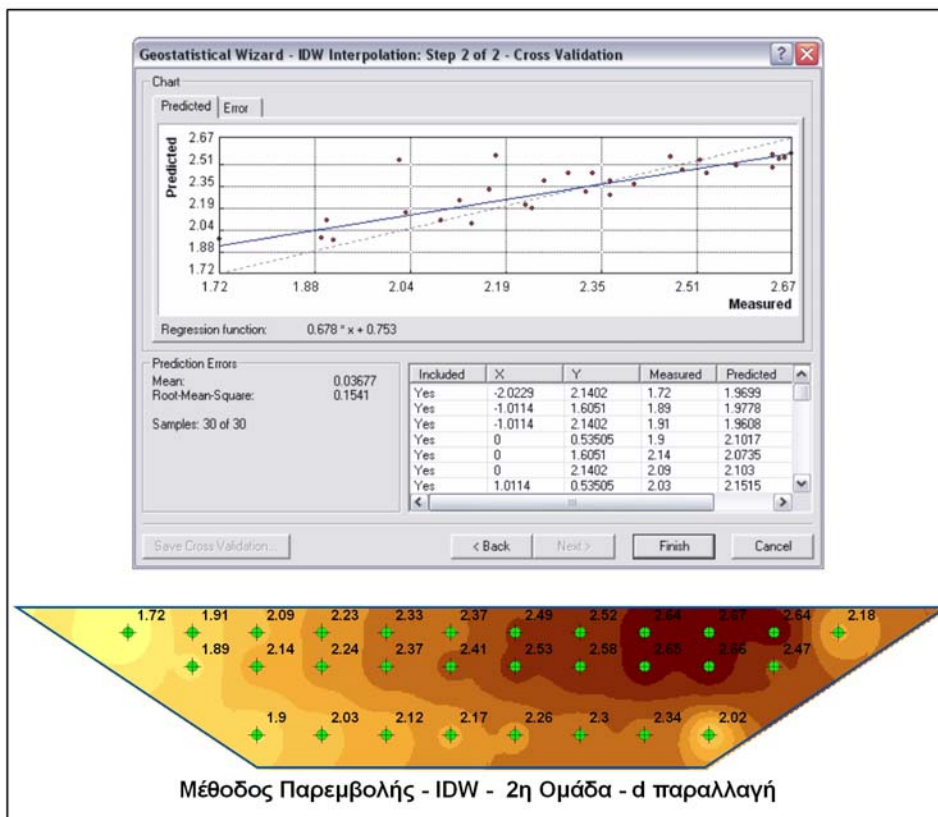 Geostatistical Wizard - IDW Interpolation: Step 2 of 2 - Cross Validation
Chart
Predicted Error
Predicted
2.67
2.51
2.35
2.19
2.04
1.88
1.72
1.72 1.88 2.04 2.19 2.35 2.51 2.67
Measured
Regression function: 0.678 * x + 0.753
Prediction Errors
Mean: 0.03677
Root-Mean-Square: 0.1541
Samples: 30 of 30
Included X Y Measured Predicted
Yes -2.0229 2.1402 1.72 1.9699
Yes -1.0114 1.6051 1.89 1.9778
Yes -1.0114 2.1402 1.91 1.9608
Yes 0 0.53505 1.9 2.1017
Yes 0 1.6051 2.14 2.0735
Yes 0 2.1402 2.09 2.103
Yes 1.0114 0.53505 2.03 2.1515
Save Cross Validation... < Back Next > Finish Cancel
1.72 1.91 2.09 2.23 2.33 2.37 2.49 2.52 2.64 2.67 2.64 2.18
1.89 2.14 2.24 2.37 2.41 2.53 2.58 2.65 2.66 2.47
1.9 2.03 2.12 2.17 2.26 2.3 2.34 2.02
Μέθοδος Παρεμβολής - IDW - 2η Ομάδα - d παραλλαγή